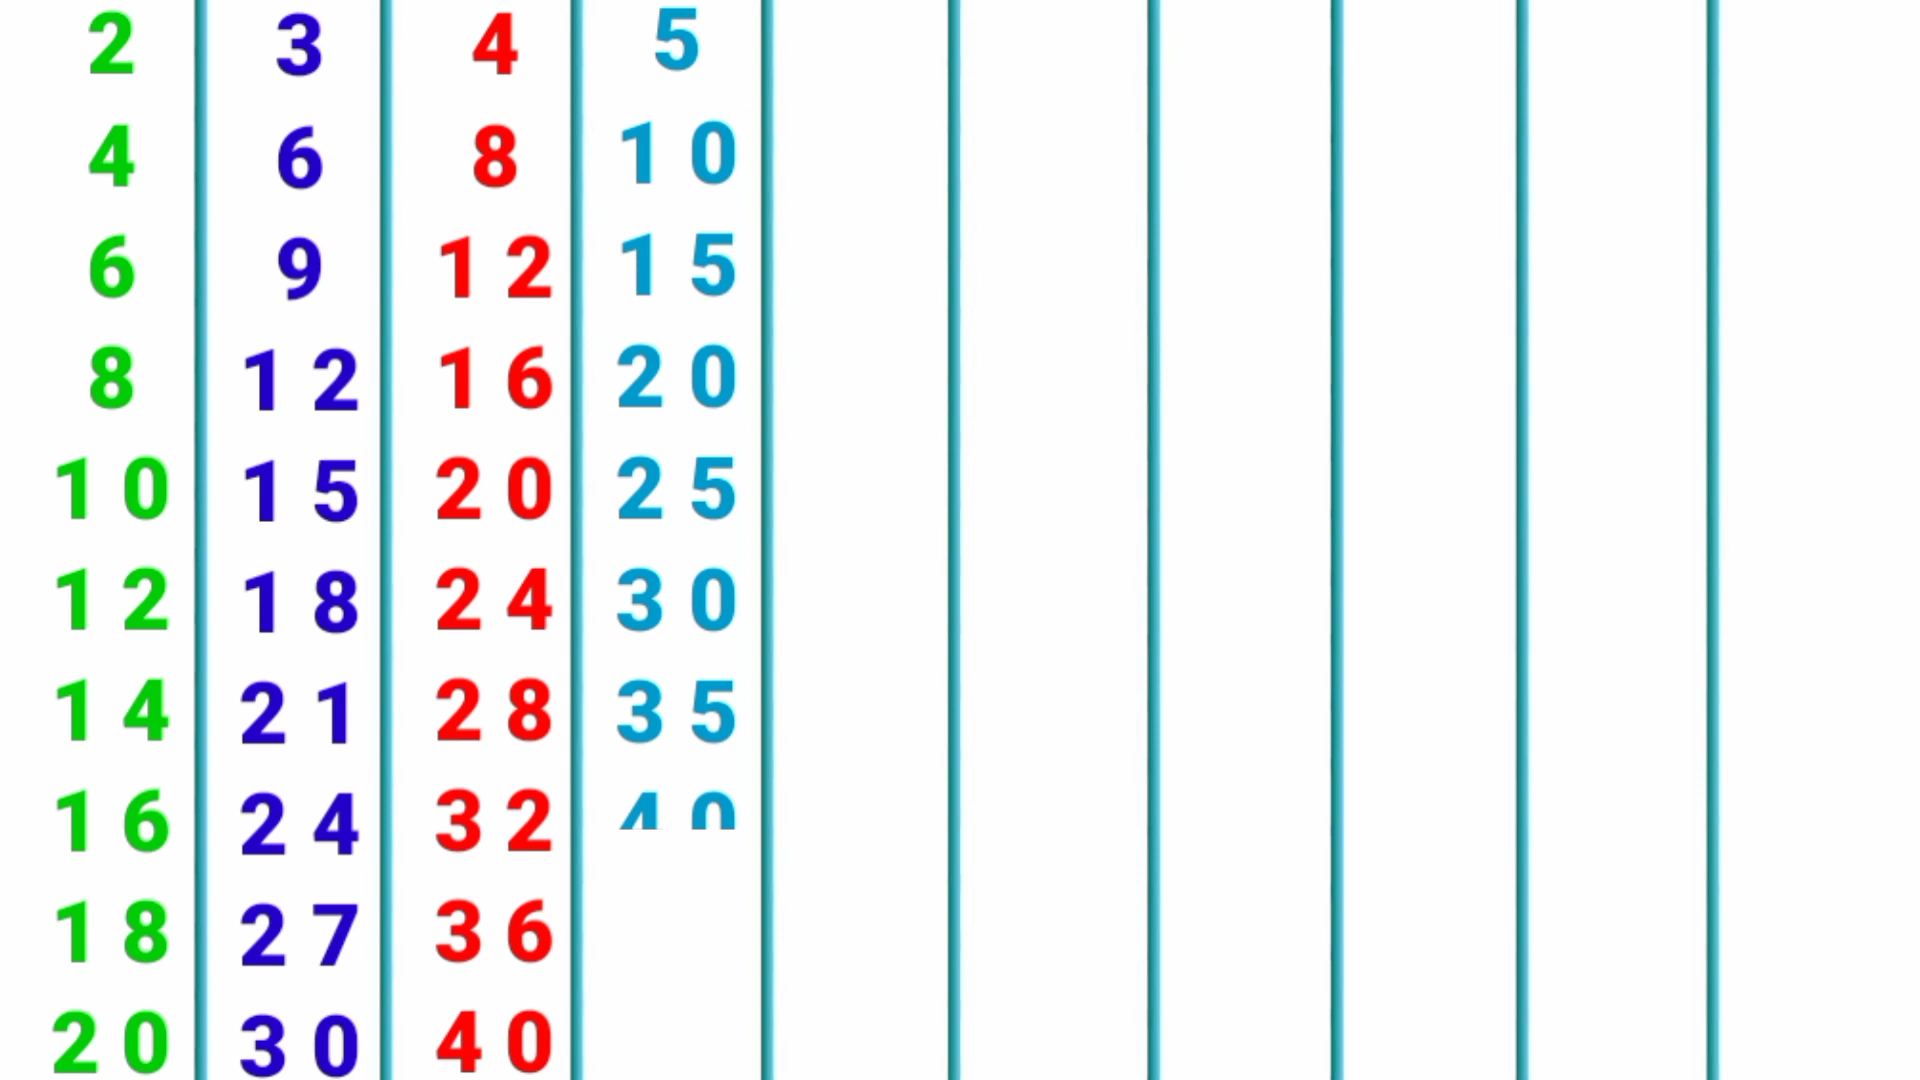 2 3 4 5
4 6 8 10
6 9 12 15
8 12 16 20
10 15 20 25
12 18 24 30
14 21 28 35
16 24 32 40
18 27 36
20 30 40